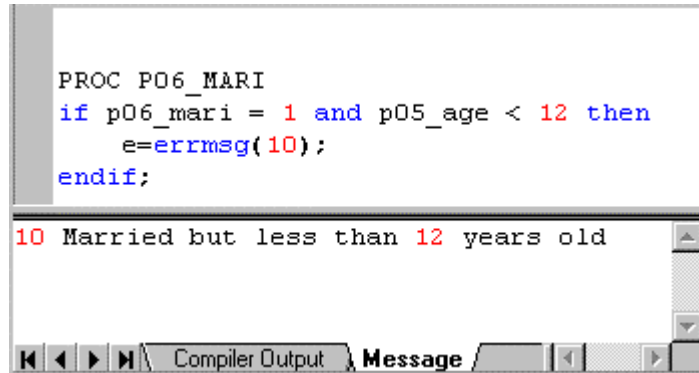 PROC P06_MARI
if p06_mari = 1 and p05_age < 12 then
e=errmsg(10);
endif;
10 Married but less than 12 years old
Compiler Output Message